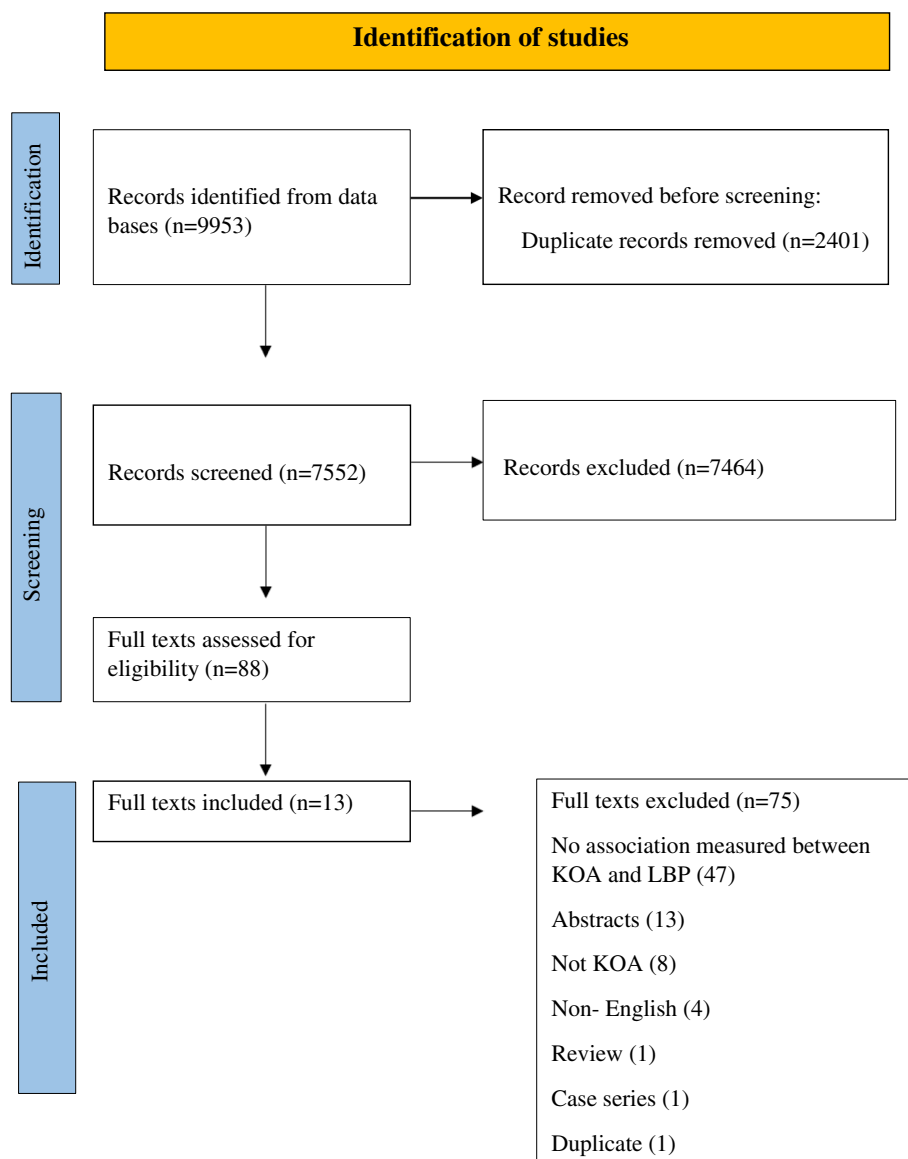 Identification of studies
Identification
Records identified from data
bases (n=9953)
Record removed before screening:
Duplicate records removed (n=2401)
Screening
Records screened (n=7552)
Records excluded (n=7464)
Full texts assessed for
eligibility (n=88)
Included
Full texts included (n=13)
Full texts excluded (n=75)
No association measured between
KOA and LBP (47)
Abstracts (13)
Not KOA (8)
Non- English (4)
Review (1)
Case series (1)
Duplicate (1)